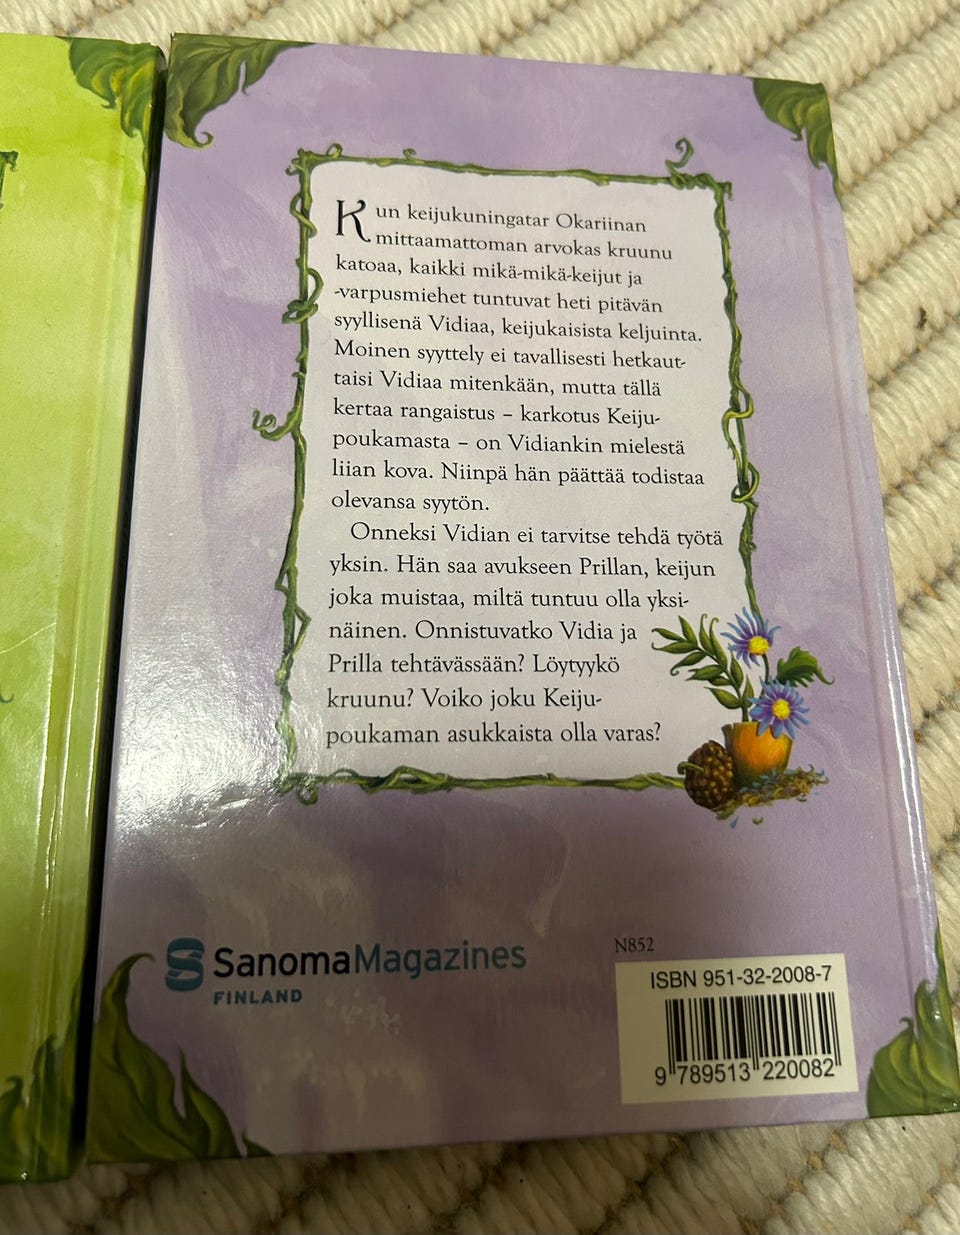 Kun keijukuningatar Okariinan
mittaamattoman arvokas kruunu
katoaa, kaikki mikä-mikä-keijut ja
-varpusmiehet tuntuvat heti pitävän
syyllisenä Vidiaa, keijukaisista keljuinta.
Moinen syyttely ei tavallisesti hetkaut-
taisi Vidiaa mitenkään, mutta tällä
kertaa rangaistus – karkotus Keiju-
poukamasta – on Vidiankin mielestä
liian kova. Niinpä hän päättää todistaa
olevansa syytön.
Onneksi Vidian ei tarvitse tehdä työtä
yksin. Hän saa avukseen Prillan, keijun
joka muistaa, miltä tuntuu olla yksi-
näinen. Onnistuvatko Vidia ja
Prilla tehtävässään? Löytyykö
kruunu? Voiko joku Keiju-
poukaman asukkaista olla varas?
SanomaMagazines
FINLAND
N852
ISBN 951-32-2008-7
9 789513 220082